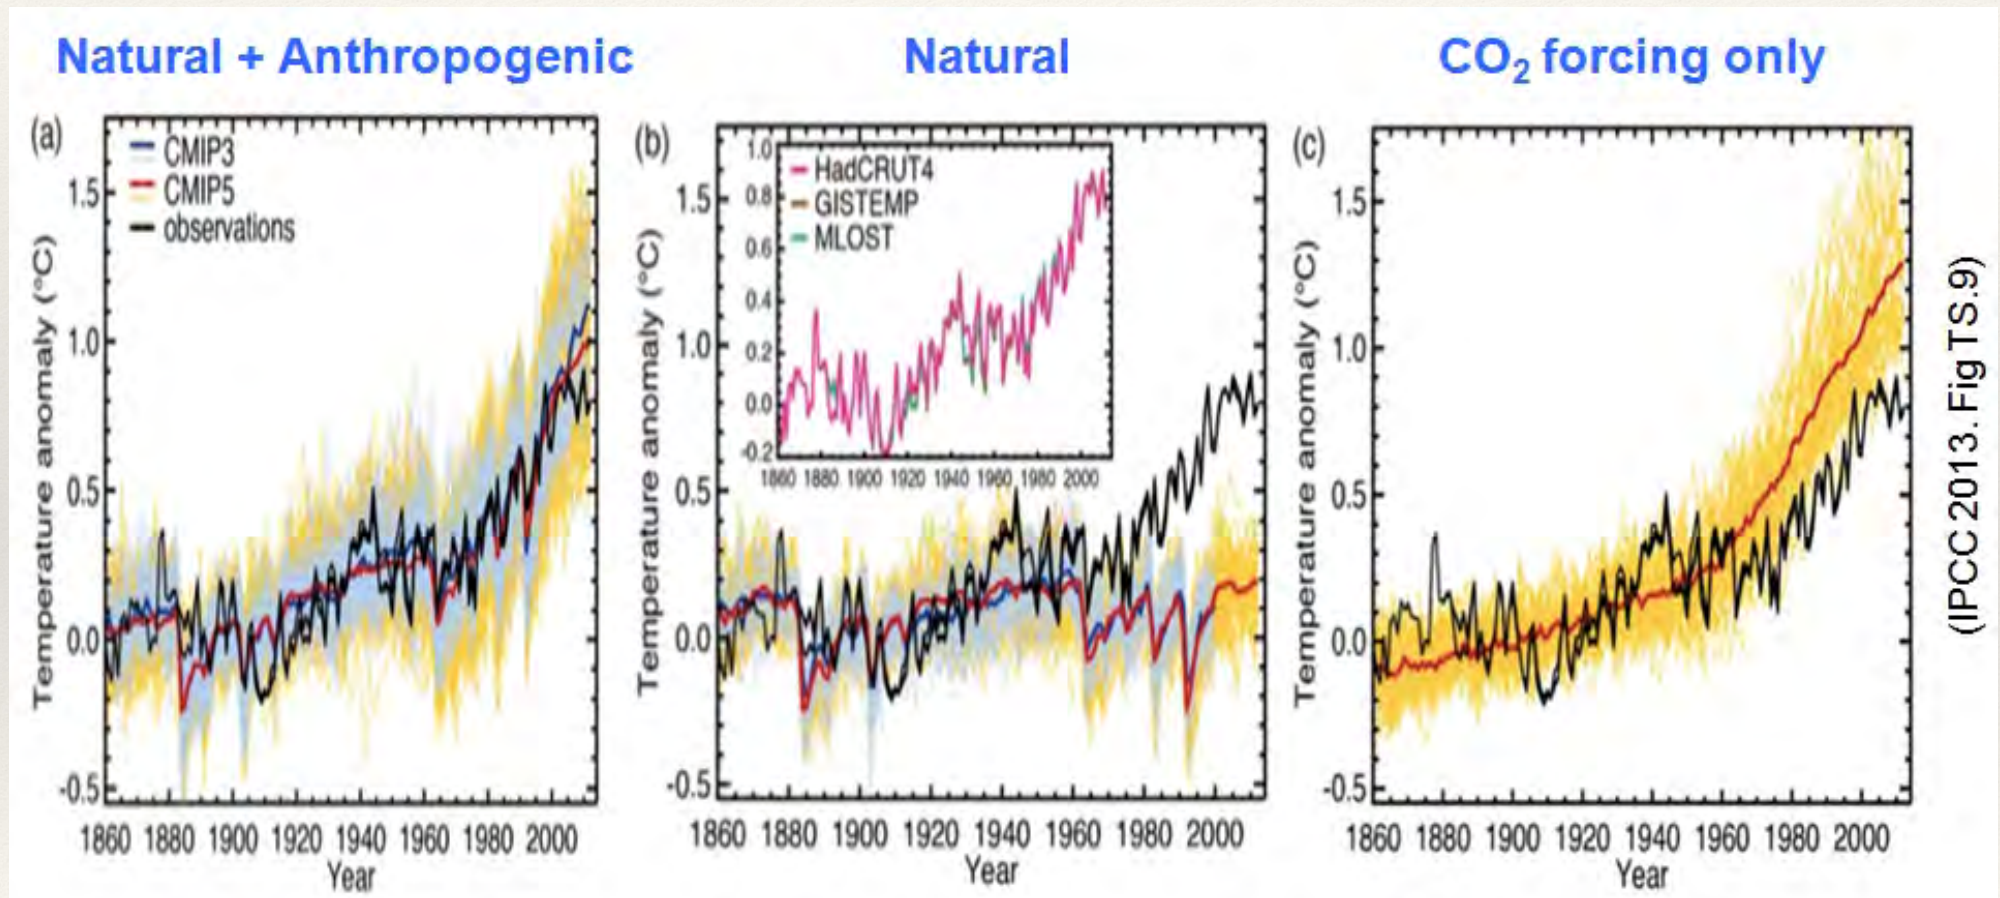 Natural + Anthropogenic
Natural
CO₂ forcing only
(a)
CMIP3
CMIP5
observations
1.5
1.0
0.5
0.0
-0.5
Temperature anomaly (°C)
1860 1880 1900 1920 1940 1960 1980 2000
Year
(b)
1.5
1.0
0.5
0.0
-0.5
Temperature anomaly (°C)
HadCRUT4
GISTEMP
MLOST
1.0
0.8
0.6
0.4
0.2
0.0
-0.2
1860 1880 1900 1920 1940 1960 1980 2000
1860 1880 1900 1920 1940 1960 1980 2000
Year
(c)
1.5
1.0
0.5
0.0
-0.5
Temperature anomaly (°C)
1860 1880 1900 1920 1940 1960 1980 2000
Year
(IPCC 2013. Fig TS.9)